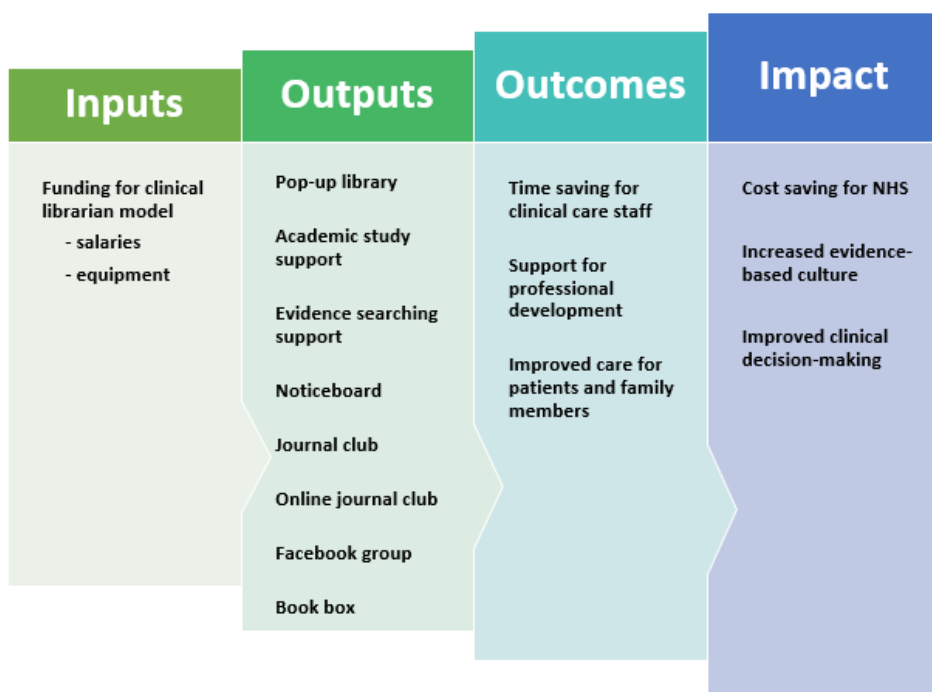 Inputs
Funding for clinical
librarian model
- salaries
- equipment
Outputs
Pop-up library
Academic study
support
Evidence searching
support
Noticeboard
Journal club
Online journal club
Facebook group
Book box
Outcomes
Time saving for
clinical care staff
Support for
professional
development
Improved care for
patients and family
members
Impact
Cost saving for NHS
Increased evidence-
based culture
Improved clinical
decision-making